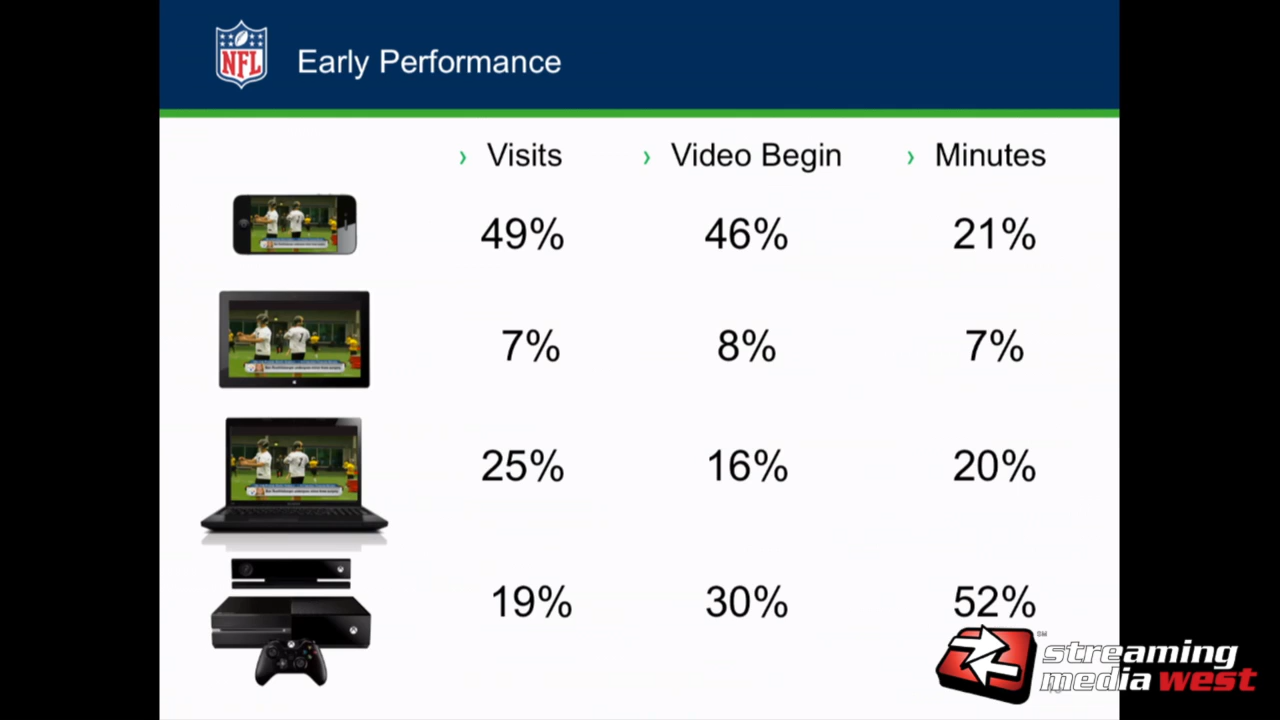 NFL
Early Performance
› Visits › Video Begin › Minutes
49% 46% 21%
7% 8% 7%
25% 16% 20%
19% 30% 52%
streaming SM
media west